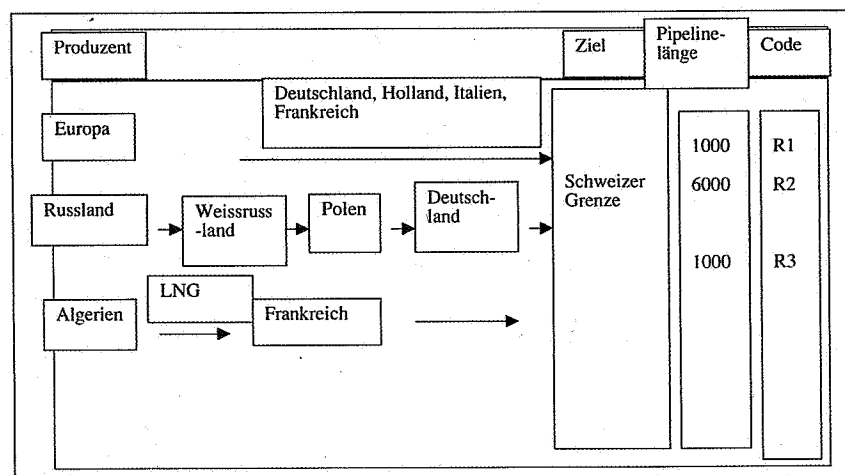 Produzent
Ziel
Pipeline-
länge
Code
Deutschland, Holland, Italien,
Frankreich
Europa
1000
R1
Schweizer
Grenze
6000
R2
Russland
Weissruss
-land
Polen
Deutsch-
land
1000
R3
LNG
Algerien
Frankreich